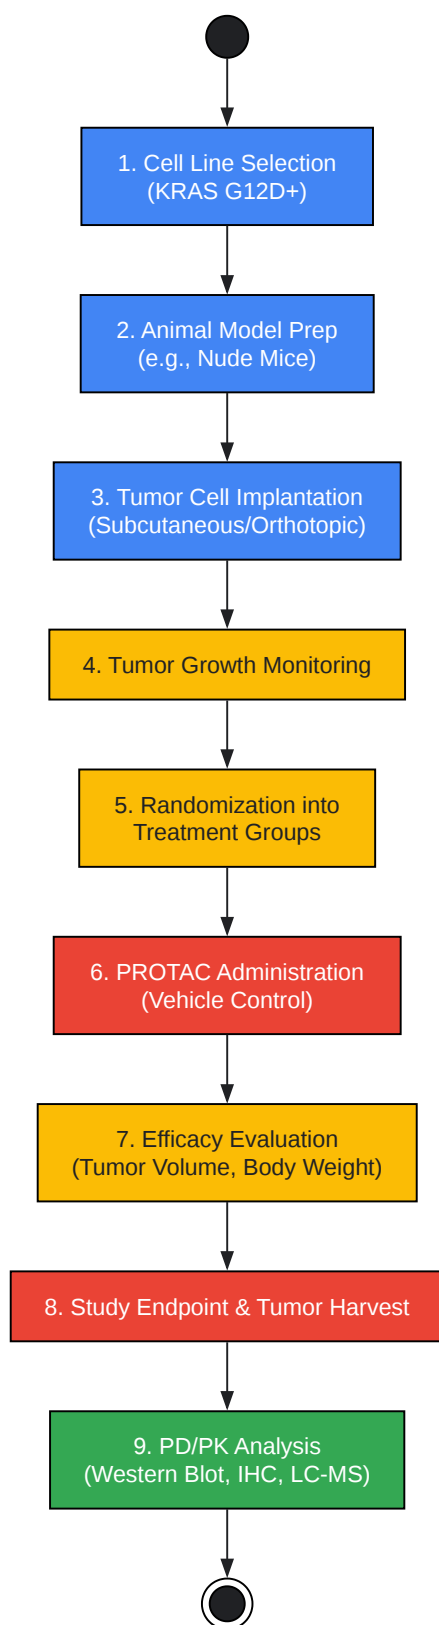 1. Cell Line Selection
(KRAS G12D+)
2. Animal Model Prep
(e.g., Nude Mice)
3. Tumor Cell Implantation
(Subcutaneous/Orthotopic)
4. Tumor Growth Monitoring
5. Randomization into
Treatment Groups
6. PROTAC Administration
(Vehicle Control)
7. Efficacy Evaluation
(Tumor Volume, Body Weight)
8. Study Endpoint & Tumor Harvest
9. PD/PK Analysis
(Western Blot, IHC, LC-MS)